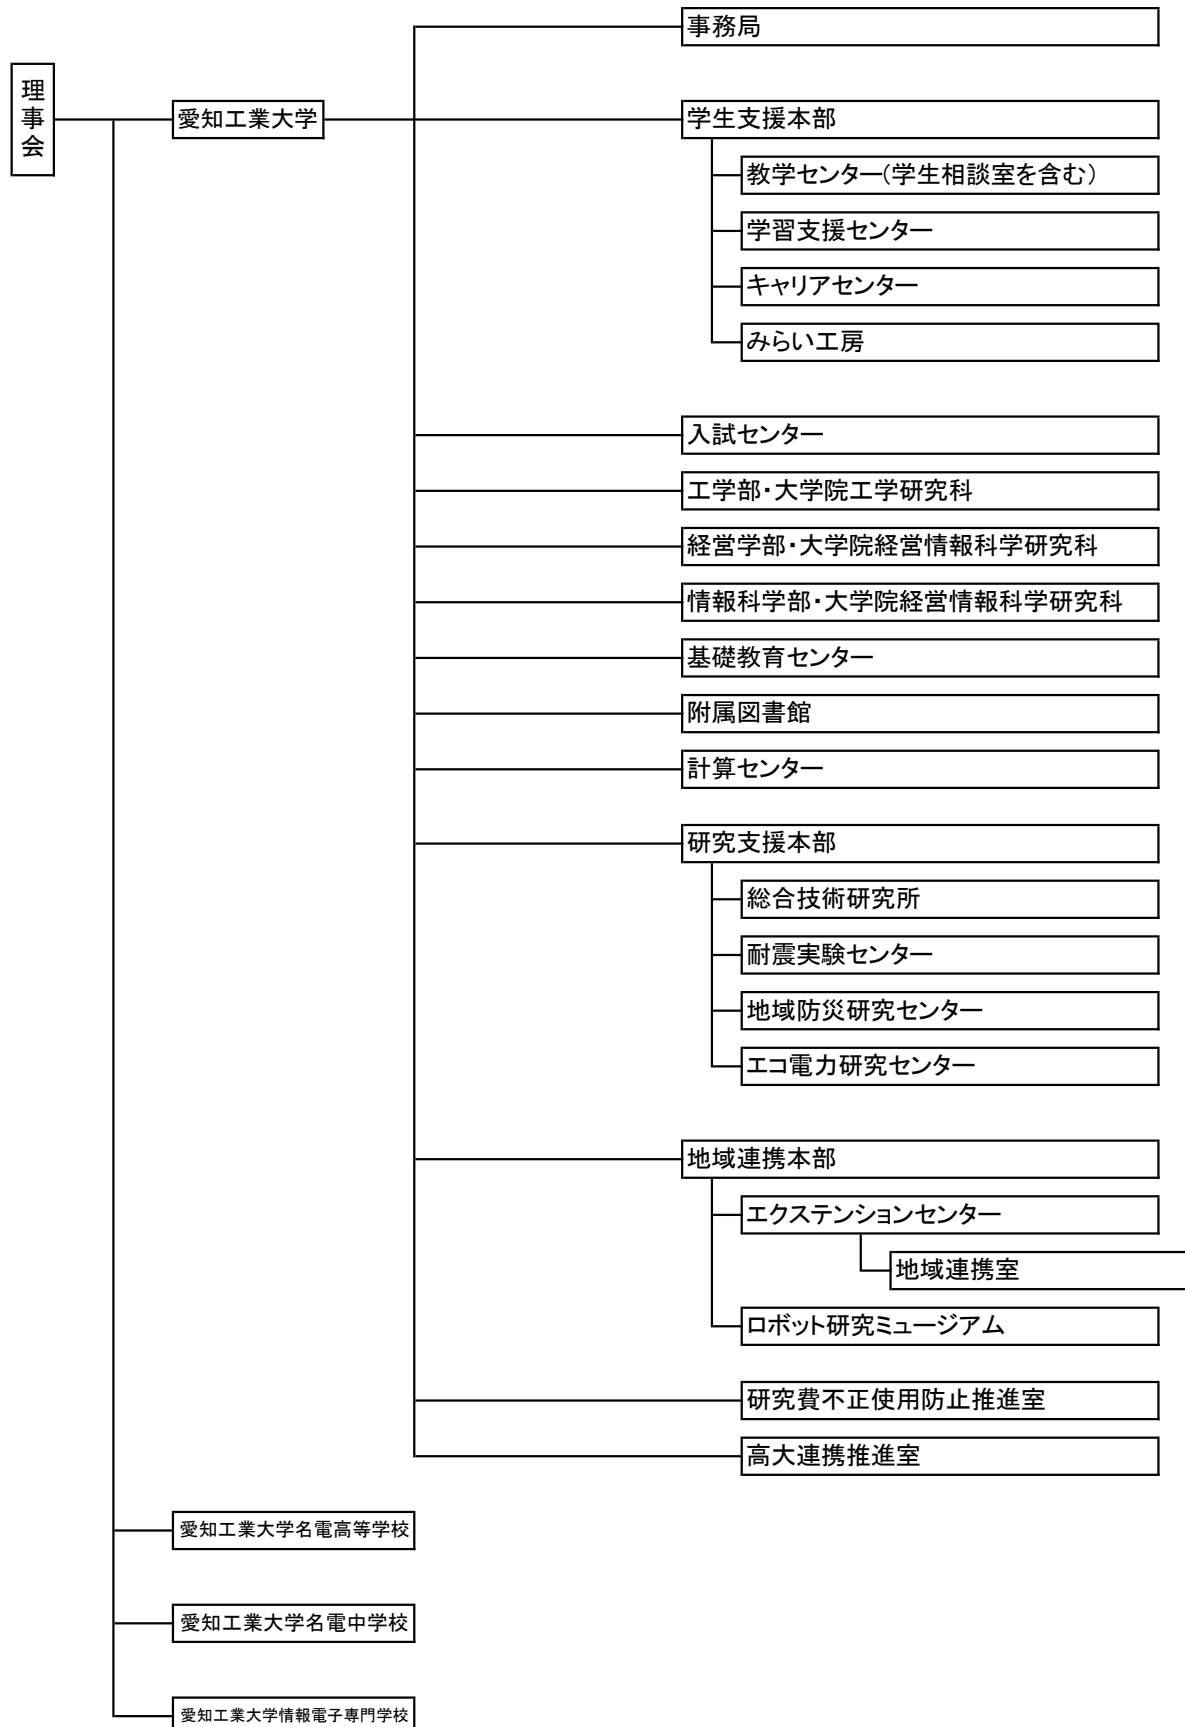 事務局
理事会
愛知工業大学
学生支援本部
教学センター(学生相談室を含む)
学習支援センター
キャリアセンター
みらい工房
入試センター
工学部・大学院工学研究科
経営学部・大学院経営情報科学研究科
情報科学部・大学院経営情報科学研究科
基礎教育センター
附属図書館
計算センター
研究支援本部
総合技術研究所
耐震実験センター
地域防災研究センター
エコ電力研究センター
地域連携本部
エクステンションセンター
地域連携室
ロボット研究ミュージアム
研究費不正使用防止推進室
高大連携推進室
愛知工業大学名電高等学校
愛知工業大学名電中学校
愛知工業大学情報電子専門学校